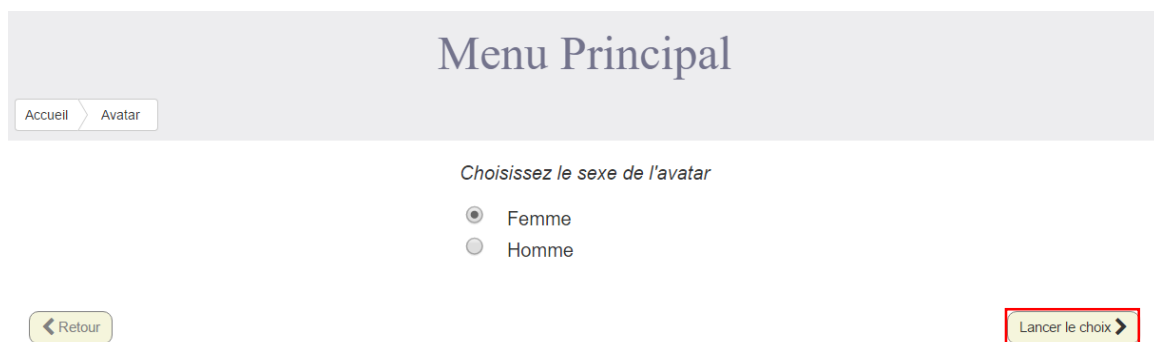 Menu Principal
Accueil Avatar
Choisissez le sexe de l'avatar
Femme
Homme
Retour Lancer le choix